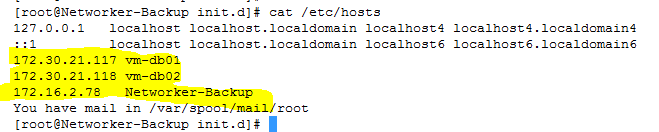 [root@Networker-Backup init.d]# cat /etc/hosts
127.0.0.1   localhost localhost.localdomain localhost4 localhost4.localdomain4
::1         localhost localhost.localdomain localhost6 localhost6.localdomain6
172.30.21.117 vm-db01
172.30.21.118 vm-db02
172.16.2.78   Networker-Backup
You have mail in /var/spool/mail/root
[root@Networker-Backup init.d]#